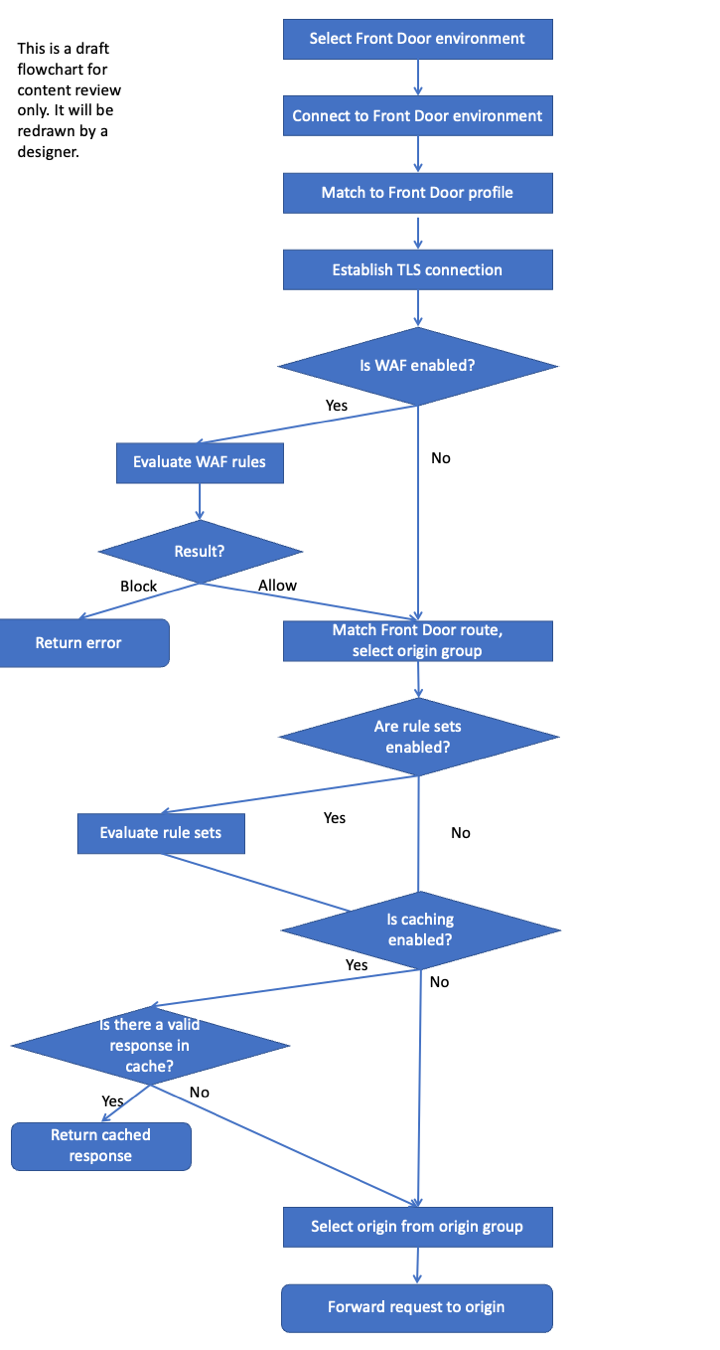 This is a draft
flowchart for
content review
only. It will be
redrawn by a
designer.
Select Front Door environment
Connect to Front Door environment
Match to Front Door profile
Establish TLS connection
Is WAF enabled?
Yes
No
Evaluate WAF rules
Result?
Block
Allow
Return error
Match Front Door route,
select origin group
Are rule sets
enabled?
Yes
No
Evaluate rule sets
Is caching
enabled?
Yes
No
Is there a valid
response in
cache?
Yes
No
Return cached
response
Select origin from origin group
Forward request to origin